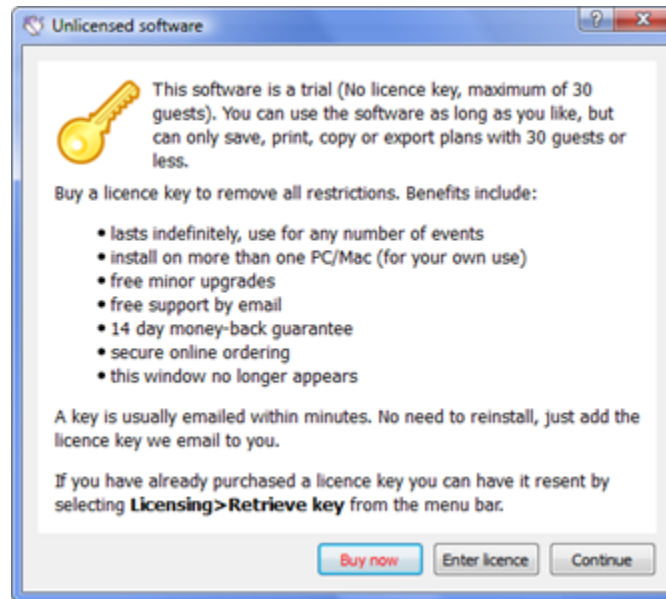 Unlicensed software
This software is a trial (No licence key, maximum of 30
guests). You can use the software as long as you like, but
can only save, print, copy or export plans with 30 guests or
less.
Buy a licence key to remove all restrictions. Benefits include:
• lasts indefinitely, use for any number of events
• install on more than one PC/Mac (for your own use)
• free minor upgrades
• free support by email
• 14 day money-back guarantee
• secure online ordering
• this window no longer appears
A key is usually emailed within minutes. No need to reinstall, just add the
licence key we email to you.
If you have already purchased a licence key you can have it resent by
selecting Licensing>Retrieve key from the menu bar.
Buy now Enter licence Continue